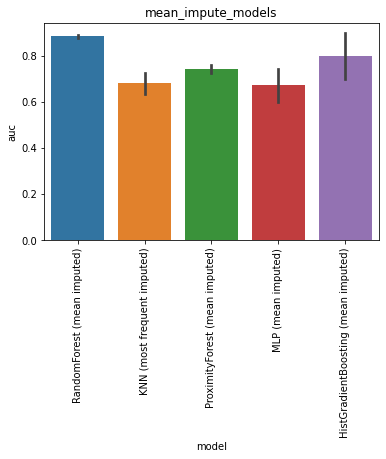 mean_impute_models
auc
0.8
0.6
0.4
0.2
0.0
RandomForest (mean imputed)
KNN (most frequent imputed)
ProximityForest (mean imputed)
MLP (mean imputed)
HistGradientBoosting (mean imputed)
model